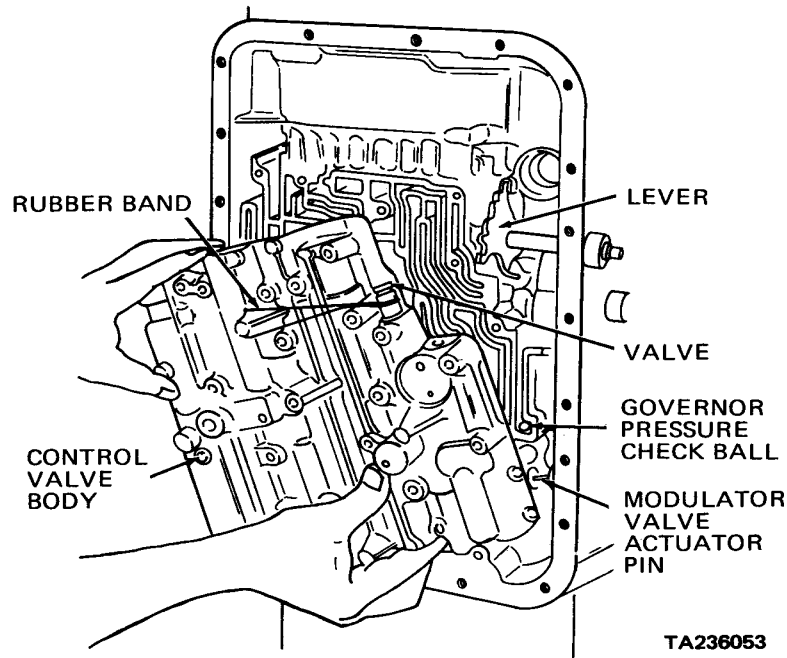 RUBBER BAND
LEVER
VALVE
GOVERNOR
PRESSURE
CHECK BALL
CONTROL
VALVE
BODY
MODULATOR
VALVE
ACTUATOR
PIN
TA236053